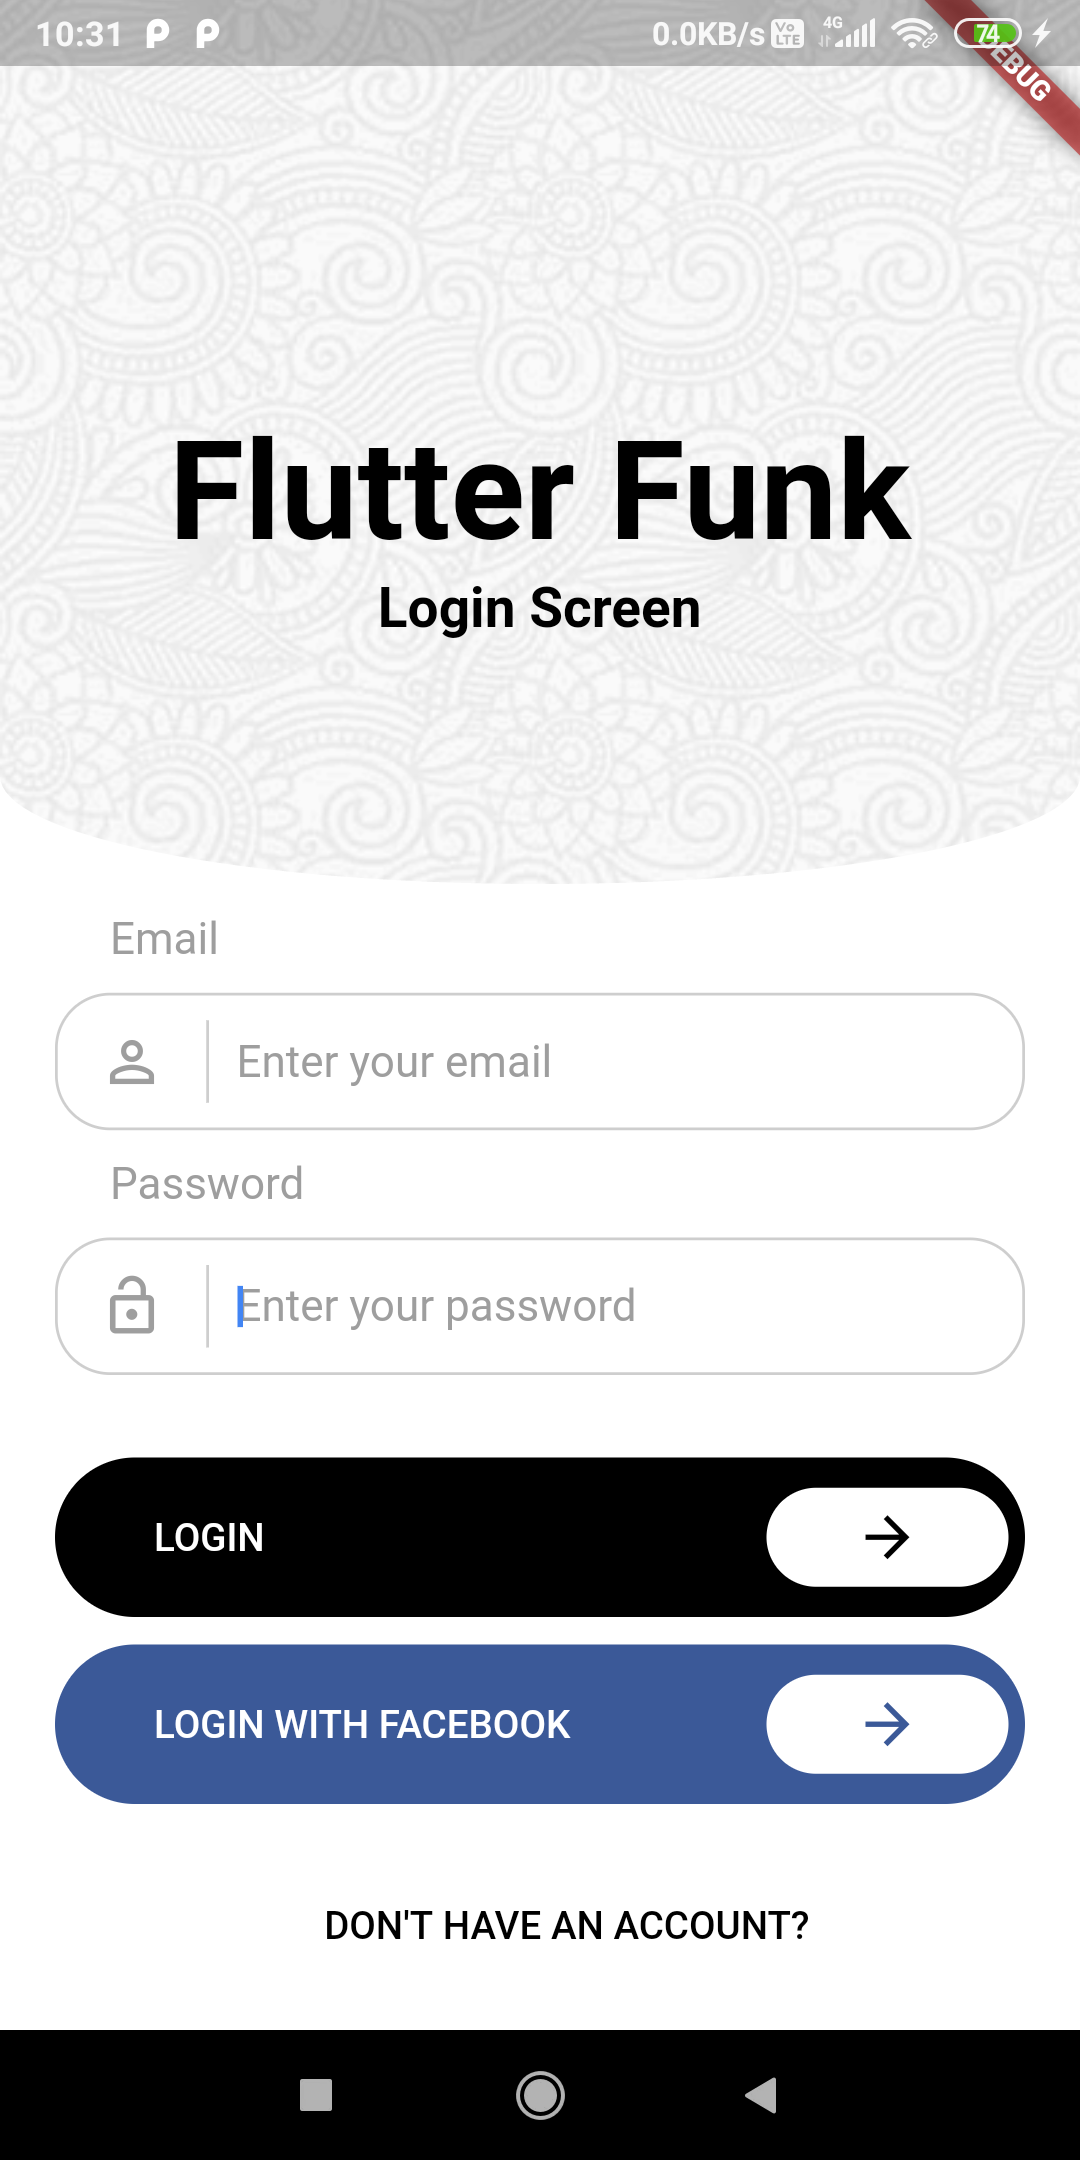 10:31 0.0KB/s Vo LTE 4G 74
DEBUG
Flutter Funk
Login Screen
Email
Enter your email
Password
Enter your password
LOGIN
LOGIN WITH FACEBOOK
DON'T HAVE AN ACCOUNT?